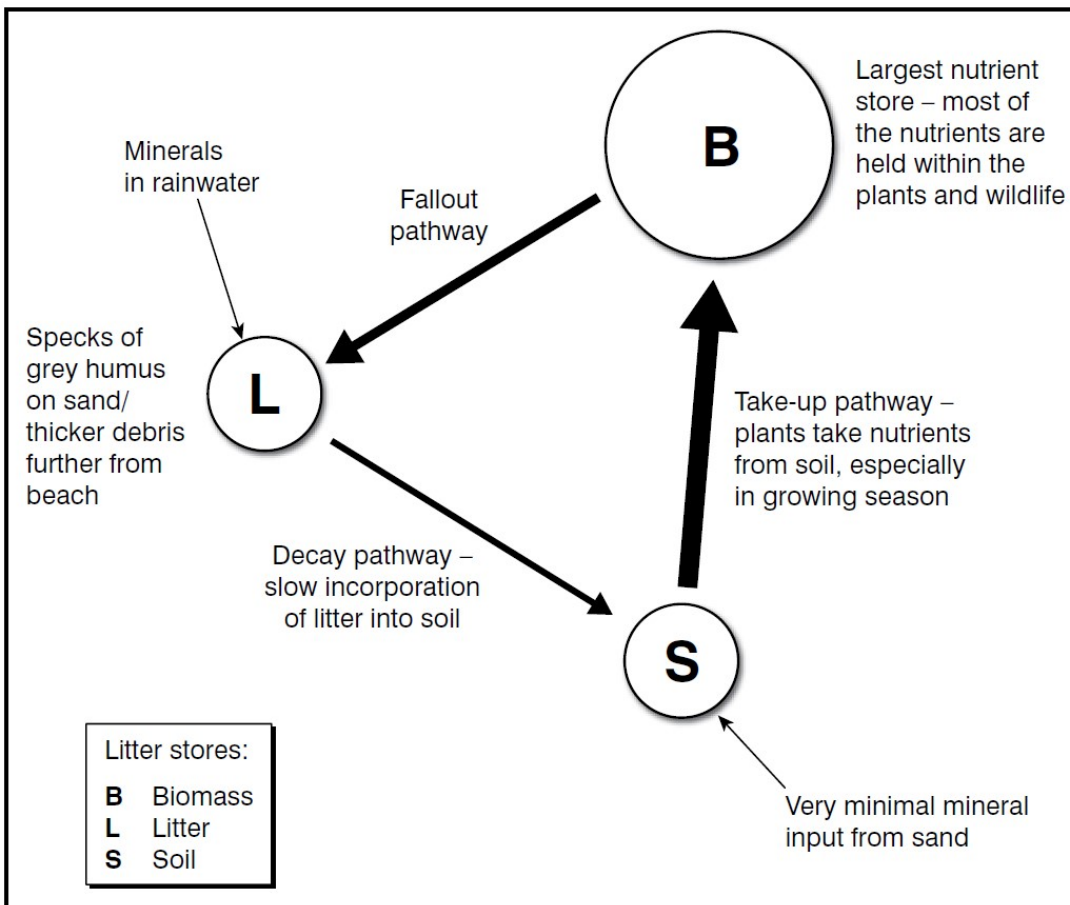 Largest nutrient
store – most of
the nutrients are
held within the
plants and wildlife
B
Minerals
in rainwater
Fallout
pathway
Specks of
grey humus
on sand/
thicker debris
further from
beach
L
Take-up pathway –
plants take nutrients
from soil, especially
in growing season
Decay pathway –
slow incorporation
of litter into soil
S
Litter stores:
B Biomass
L Litter
S Soil
Very minimal mineral
input from sand